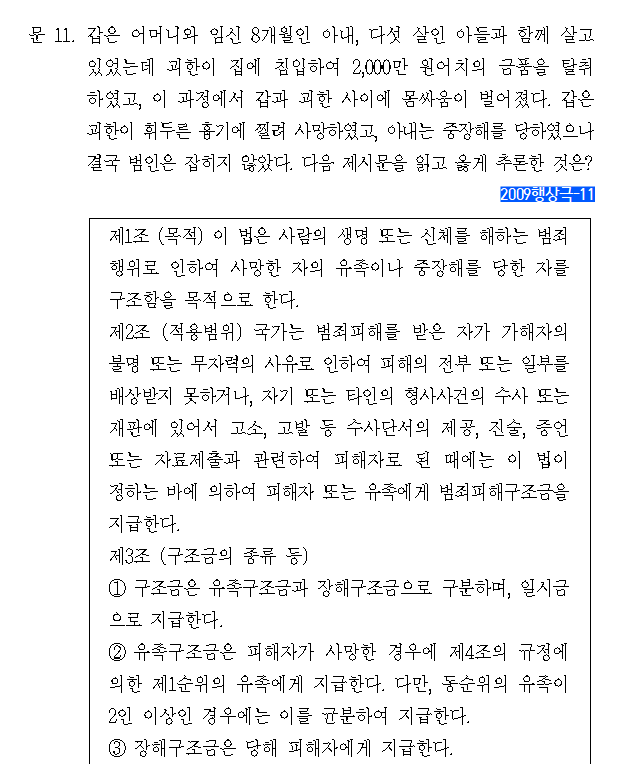 문 11. 갑은 어머니와 임신 8개월인 아내, 다섯 살인 아들과 함께 살고
있었는데 괴한이 집에 침입하여 2,000만 원어치의 금품을 탈취
하였고, 이 과정에서 갑과 괴한 사이에 몸싸움이 벌어졌다. 갑은
괴한이 휘두른 흉기에 찔려 사망하였고, 아내는 중장해를 당하였으나
결국 범인은 잡히지 않았다. 다음 제시문을 읽고 옳게 추론한 것은?
2009행상극-11
제1조 (목적) 이 법은 사람의 생명 또는 신체를 해하는 범죄
행위로 인하여 사망한 자의 유족이나 중장해를 당한 자를
구조함을 목적으로 한다.
제2조 (적용범위) 국가는 범죄피해를 받은 자가 가해자의
불명 또는 무자력의 사유로 인하여 피해의 전부 또는 일부를
배상받지 못하거나, 자기 또는 타인의 형사사건의 수사 또는
재판에 있어서 고소, 고발 등 수사단서의 제공, 진술, 증언
또는 자료제출과 관련하여 피해자로 된 때에는 이 법이
정하는 바에 의하여 피해자 또는 유족에게 범죄피해구조금을
지급한다.
제3조 (구조금의 종류 등)
① 구조금은 유족구조금과 장해구조금으로 구분하며, 일시금
으로 지급한다.
② 유족구조금은 피해자가 사망한 경우에 제4조의 규정에
의한 제1순위의 유족에게 지급한다. 다만, 동순위의 유족이
2인 이상인 경우에는 이를 균분하여 지급한다.
③ 장해구조금은 당해 피해자에게 지급한다.